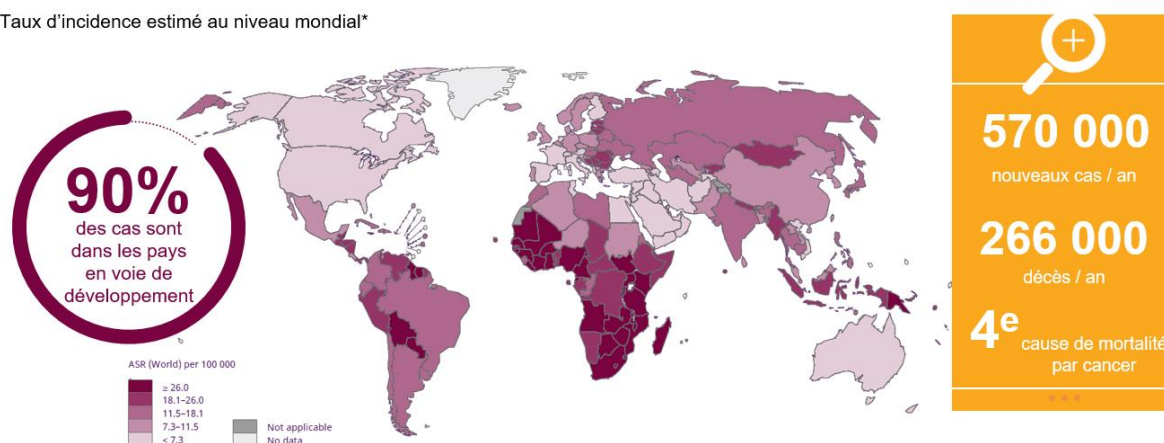 Taux d’incidence estimé au niveau mondial*
90%
des cas sont
dans les pays
en voie de
développement
ASR (World) per 100 000
≥ 26.0
18.1–26.0
11.5–18.1
7.3–11.5
< 7.3
Not applicable
No data
570 000
nouveaux cas / an
266 000
décès / an
4e
cause de mortalité
par cancer